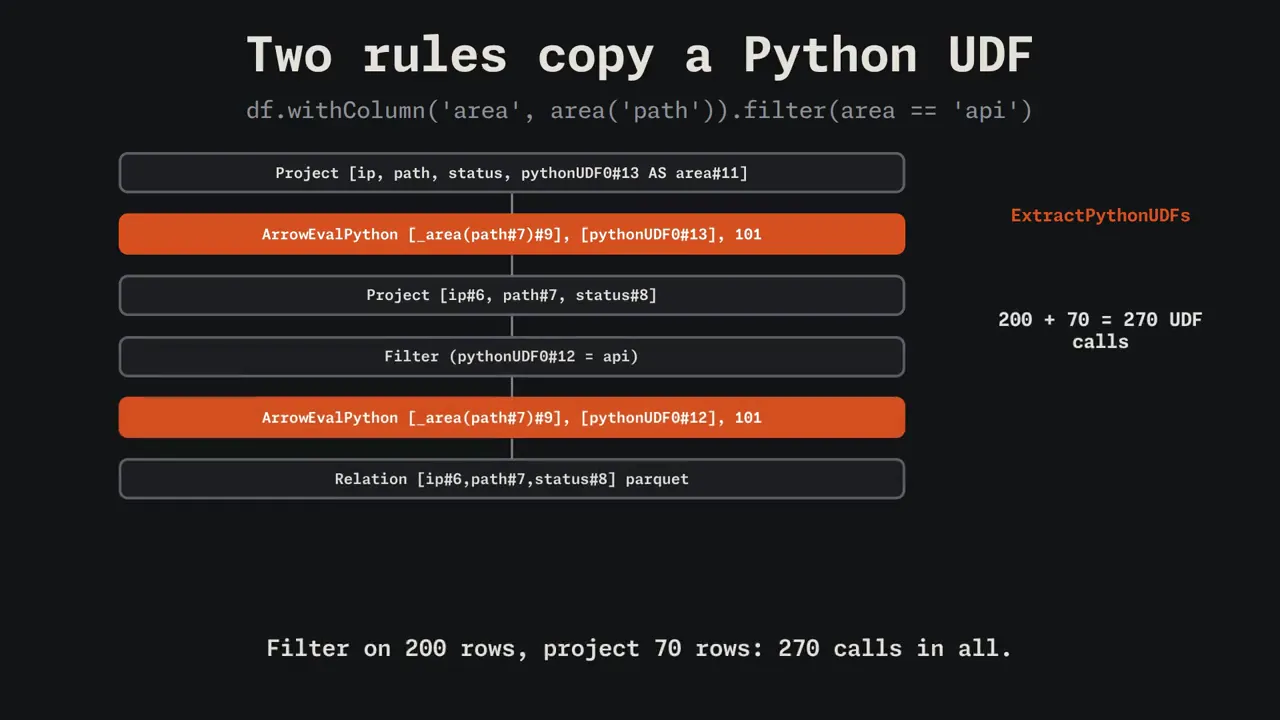 Two rules copy a Python UDF
df.withColumn('area', area('path')).filter(area == 'api')
Project [ip, path, status, pythonUDF0#13 AS area#11]
ArrowEvalPython [_area(path#7)#9], [pythonUDF0#13], 101
Project [ip#6, path#7, status#8]
Filter (pythonUDF0#12 = api)
ArrowEvalPython [_area(path#7)#9], [pythonUDF0#12], 101
Relation [ip#6,path#7,status#8] parquet
ExtractPythonUDFs
200 + 70 = 270 UDF
calls
Filter on 200 rows, project 70 rows: 270 calls in all.